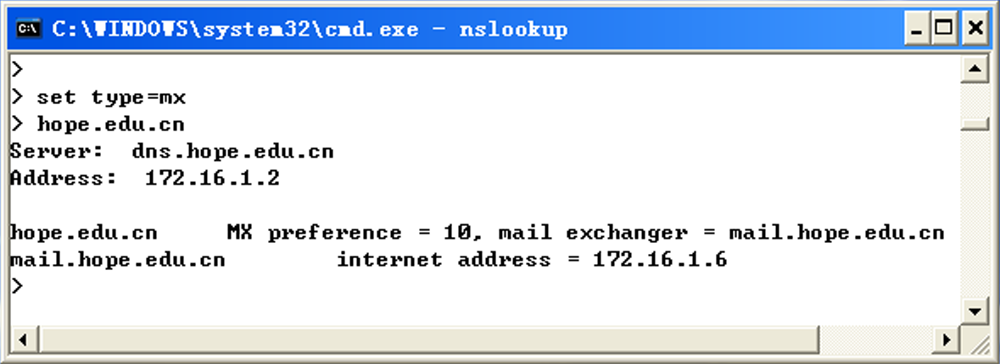 C:\WINDOWS\system32\cmd.exe - nslookup
>
> set type=mx
> hope.edu.cn
Server:  dns.hope.edu.cn
Address:  172.16.1.2
hope.edu.cn     MX preference = 10, mail exchanger = mail.hope.edu.cn
mail.hope.edu.cn        internet address = 172.16.1.6
>